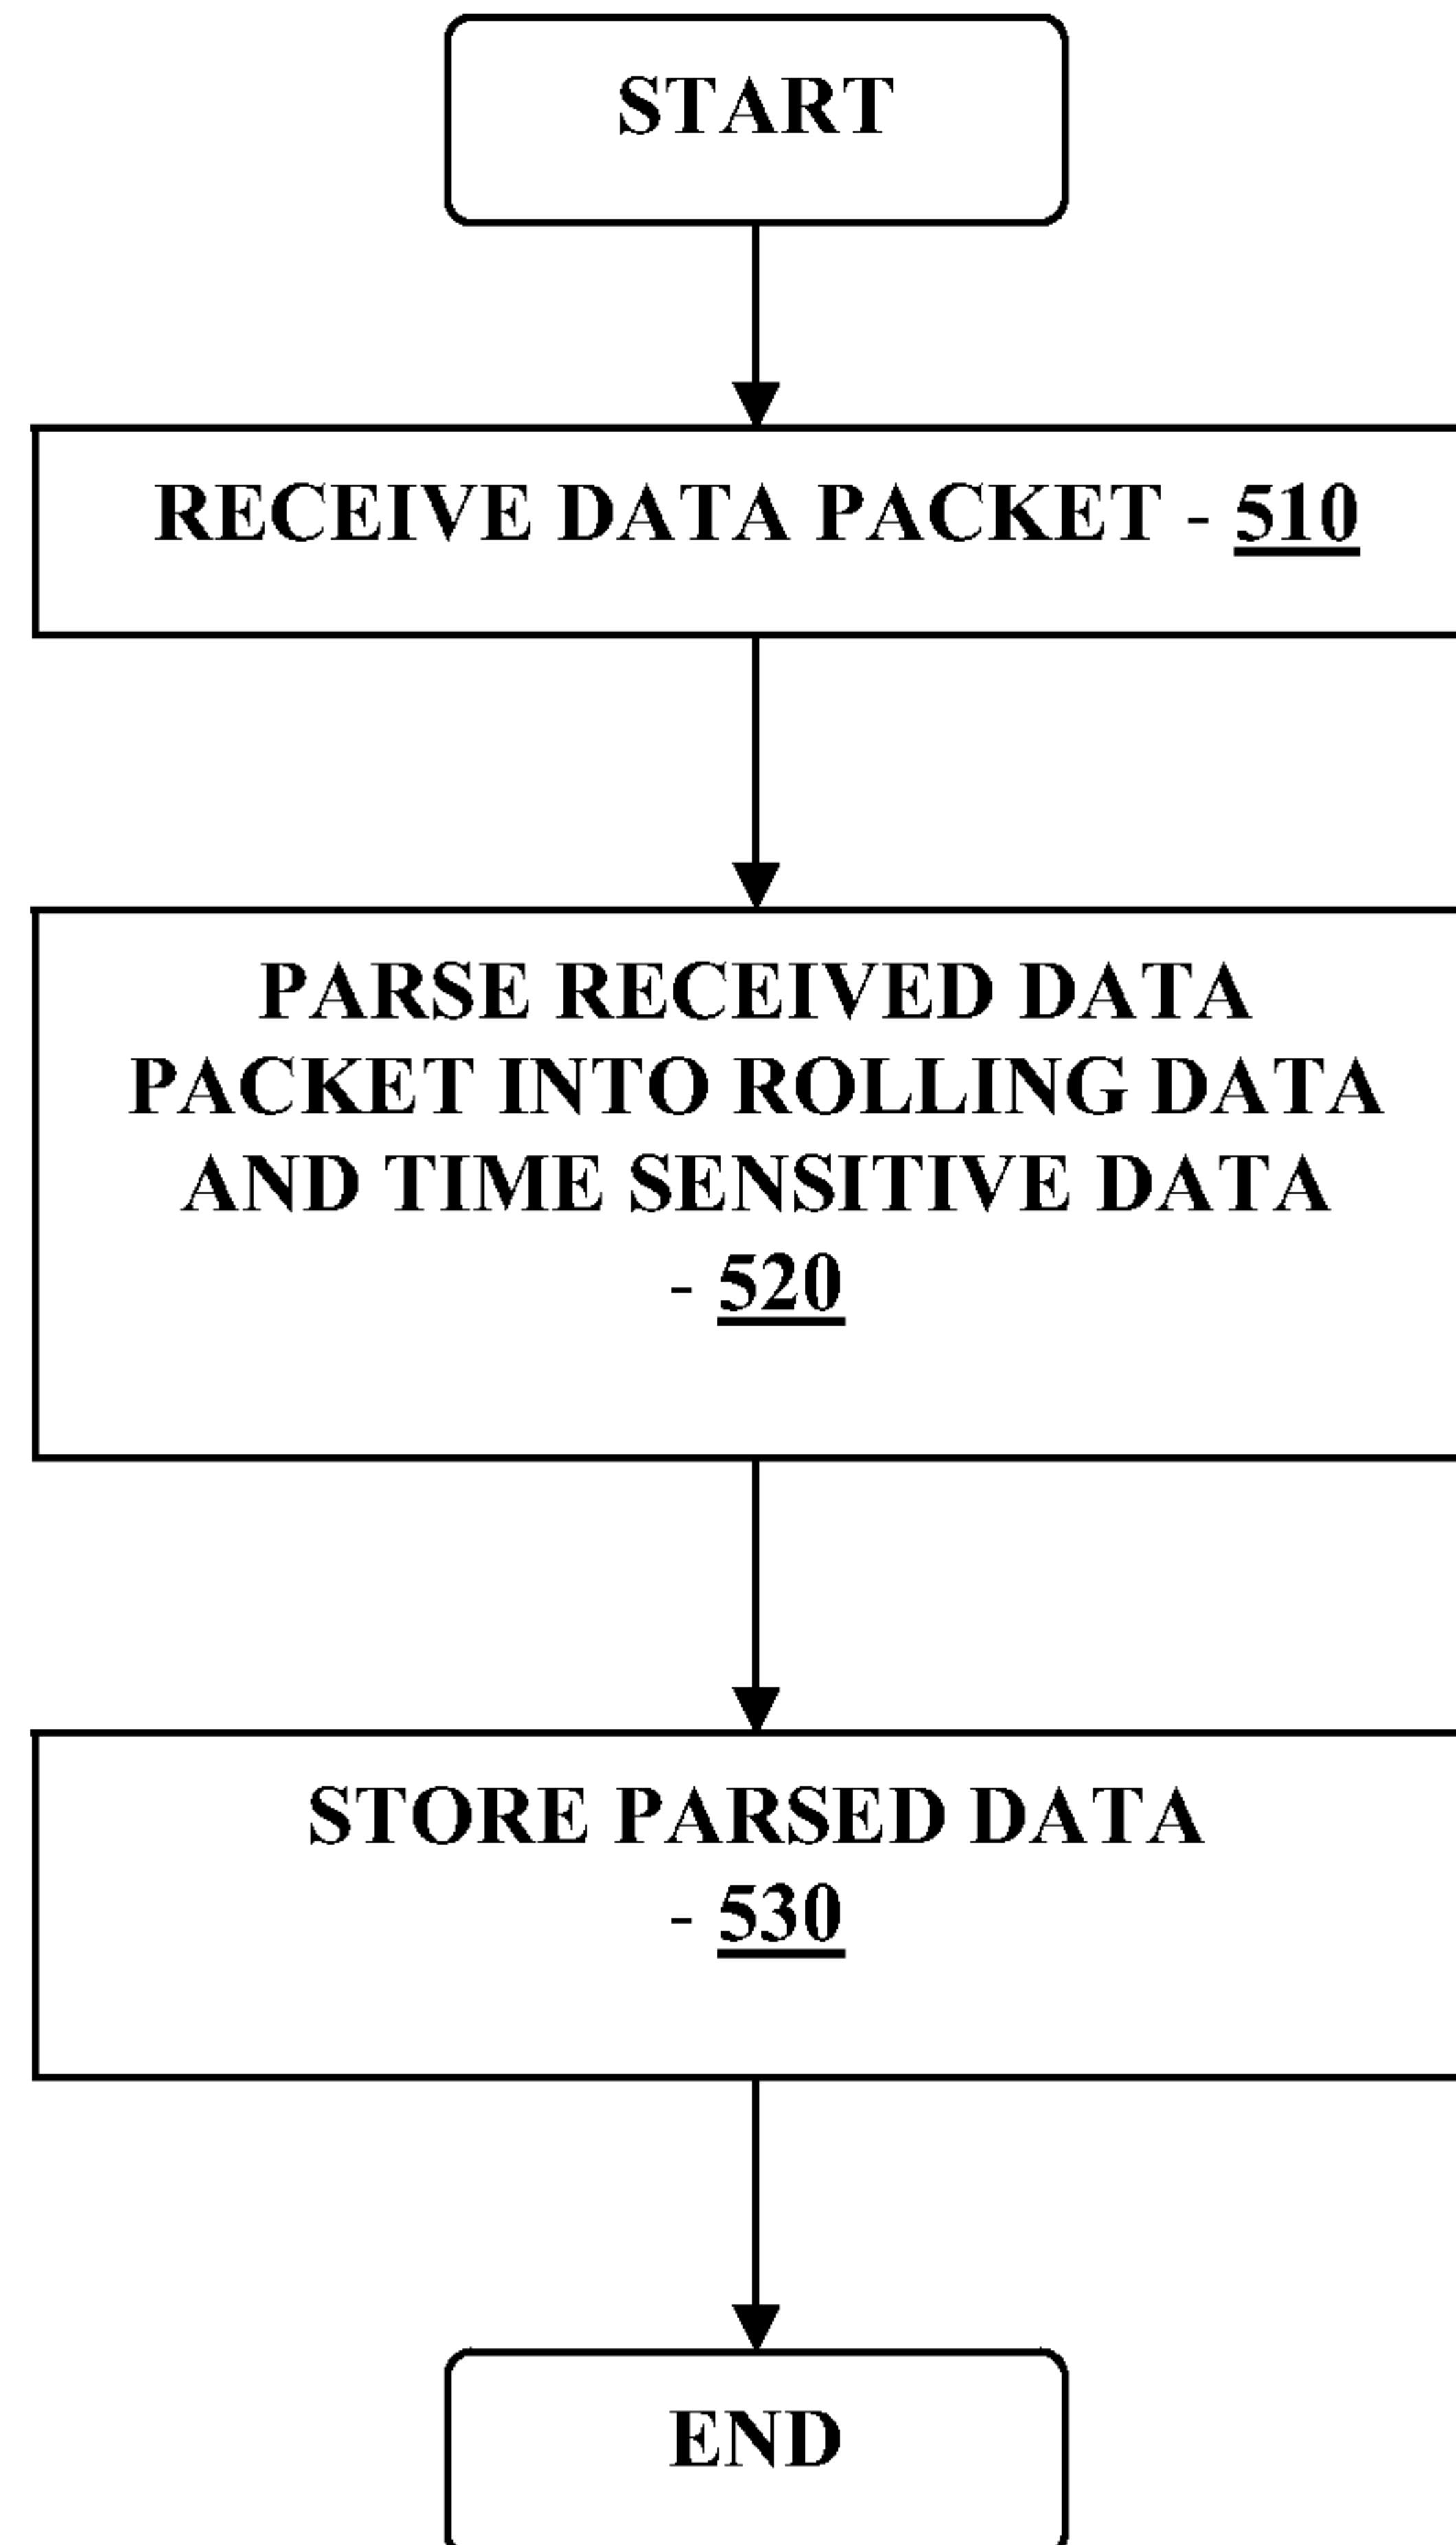 START
RECEIVE DATA PACKET - 510
PARSE RECEIVED DATA
PACKET INTO ROLLING DATA
AND TIME SENSITIVE DATA
- 520
STORE PARSED DATA
- 530
END